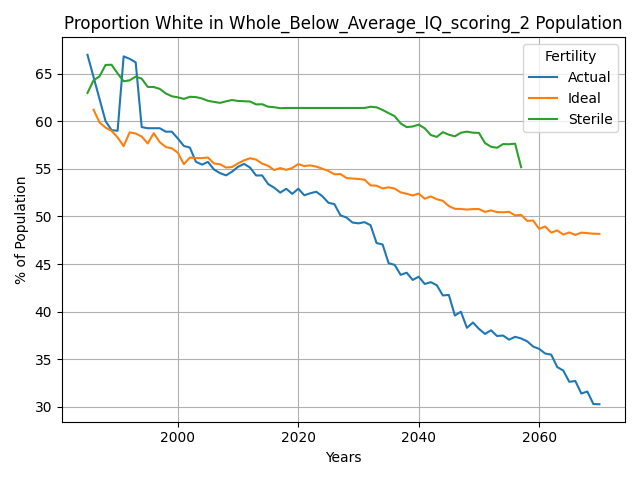 Proportion White in Whole_Below_Average_IQ_scoring_2 Population
% of Population
65
60
55
50
45
40
35
30
Fertility
Actual
Ideal
Sterile
2000
2020
2040
2060
Years